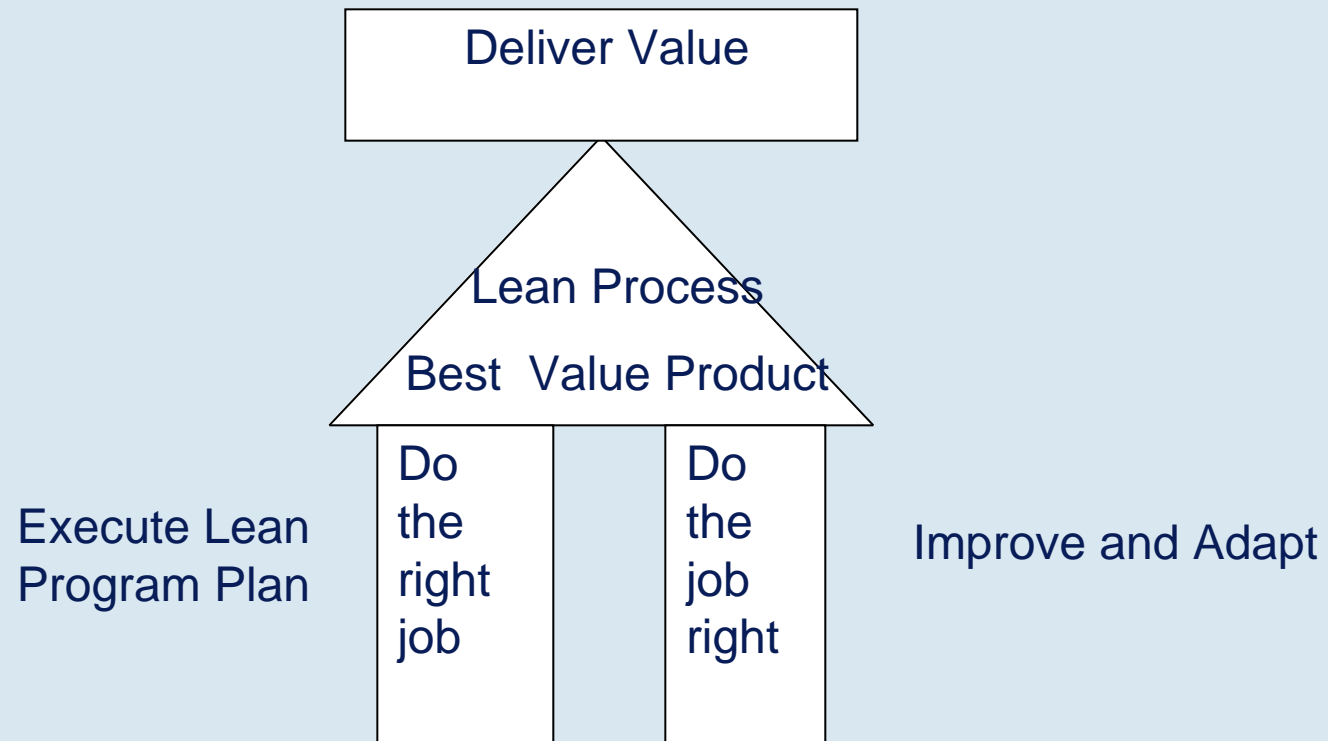 Deliver Value
Lean Process
Best Value Product
Execute Lean
Program Plan
Do
the
right
job
Do
the
job
right
Improve and Adapt